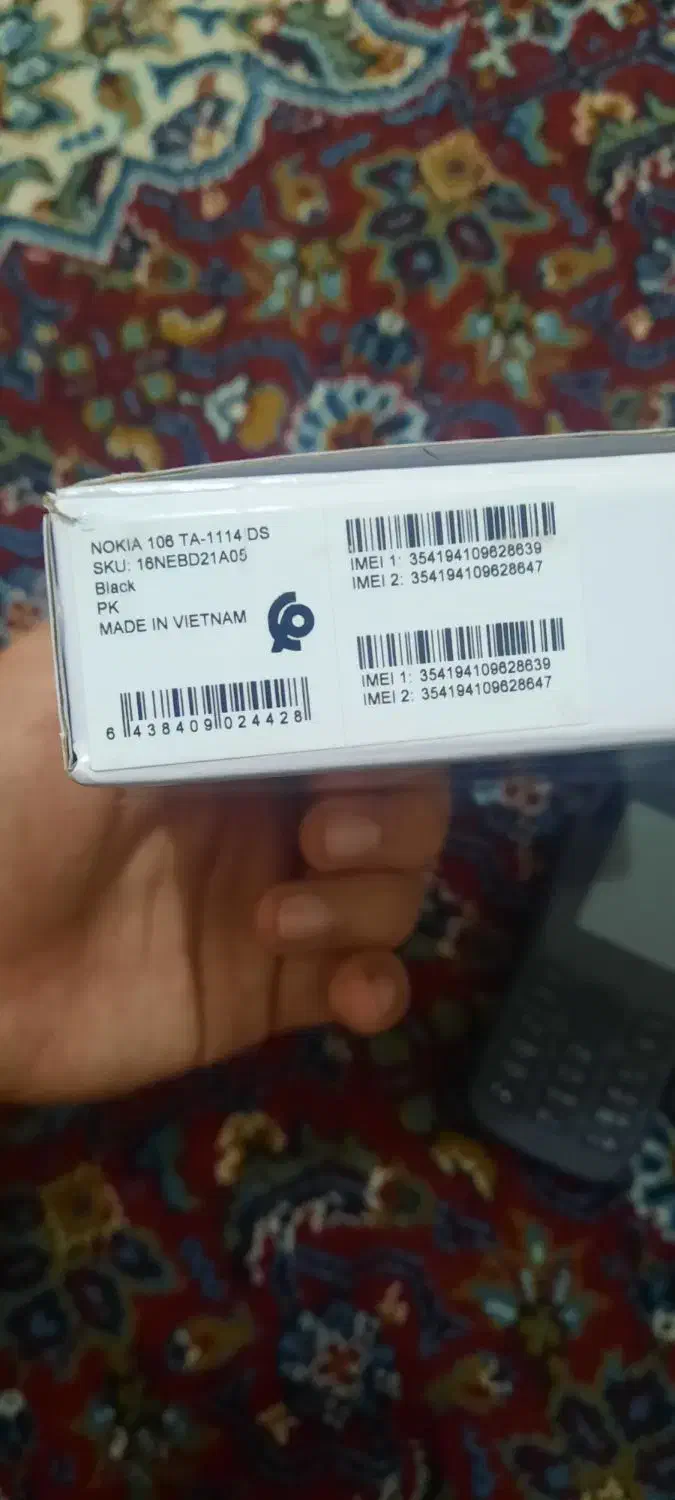 NOKIA 106 TA-1114 DS
SKU: 16NEBD21A05
Black
PK
MADE IN VIETNAM
6 438409 024428
IMEI 1: 354194109628639
IMEI 2: 354194109628647
IMEI 1: 354194109628639
IMEI 2: 354194109628647